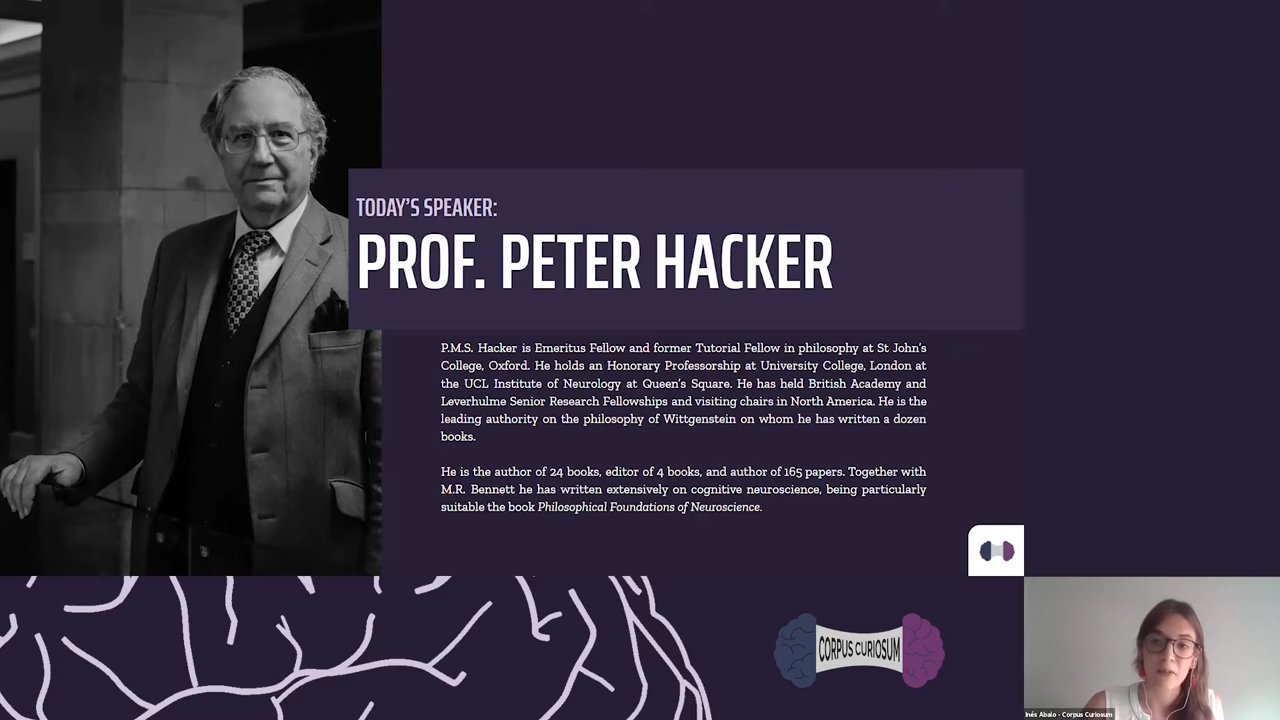 TODAY'S SPEAKER:
PROF. PETER HACKER
P.M.S. Hacker is Emeritus Fellow and former Tutorial Fellow in philosophy at St John's
College, Oxford. He holds an Honorary Professorship at University College, London at
the UCL Institute of Neurology at Queen's Square. He has held British Academy and
Leverhulme Senior Research Fellowships and visiting chairs in North America. He is the
leading authority on the philosophy of Wittgenstein on whom he has written a dozen
books.
He is the author of 24 books, editor of 4 books, and author of 165 papers. Together with
M.R. Bennett he has written extensively on cognitive neuroscience, being particularly
suitable the book Philosophical Foundations of Neuroscience.
CORPUS CURIOSUM
Inés Abalo - Corpus Curiosum